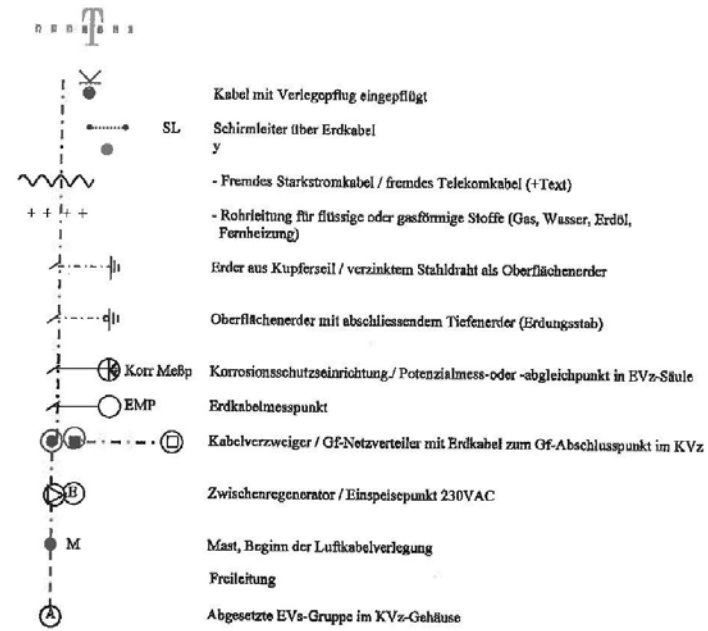 T
Kabel mit Verlegepflug eingepflügt
SL Schirmleiter über Erdkabel
y
- Fremdes Starkstromkabel / fremdes Telekomkabel (+Text)
+ + + + - Rohrleitung für flüssige oder gasförmige Stoffe (Gas, Wasser, Erdöl,
Fernheizung)
Erder aus Kupferseil / verzinktem Stahldraht als Oberflächenerder
Oberflächenerder mit abschliessendem Tiefenerder (Erdungsstab)
Korr Meßp Korrosionsschutzeinrichtung / Potenzialmess-oder -abgleichpunkt in EVz-Säule
EMP Erdkabelmesspunkt
Kabelverzweiger / Gf-Netzverteiler mit Erdkabel zum Gf-Abschlusspunkt im KVz
E Zwischenregenerator / Einspeisepunkt 230VAC
M Mast, Beginn der Luftkabelverlegung
Freileitung
A Abgesetzte EVs-Gruppe im KVz-Gehäuse